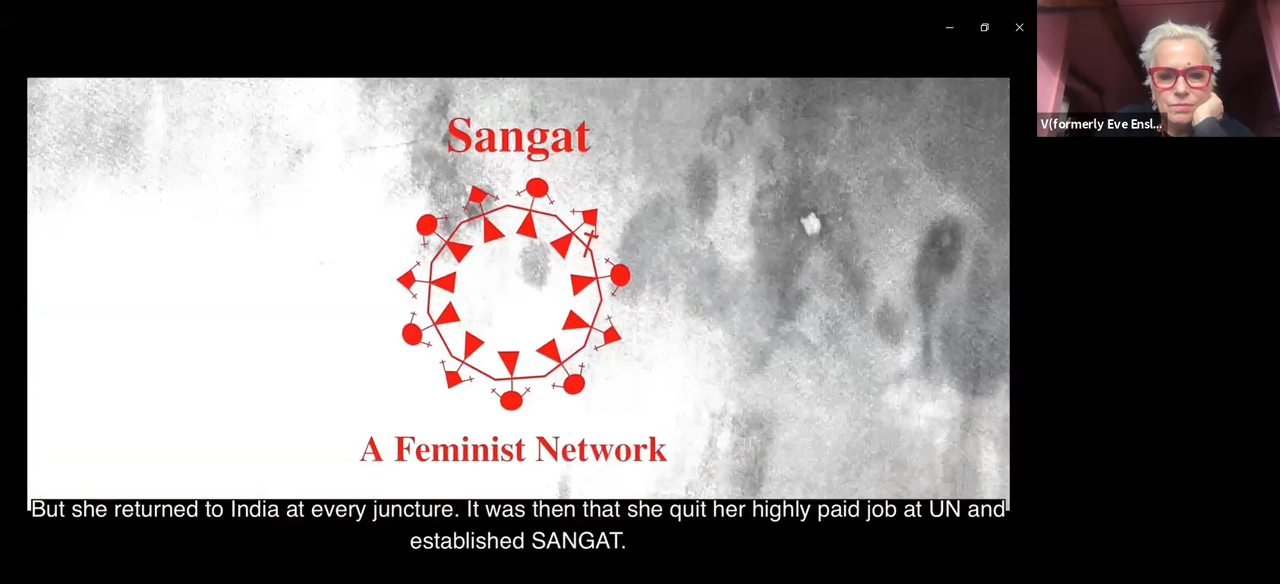 V(formerly Eve Ensl...
Sangat
A Feminist Network
But she returned to India at every juncture. It was then that she quit her highly paid job at UN and
established SANGAT.